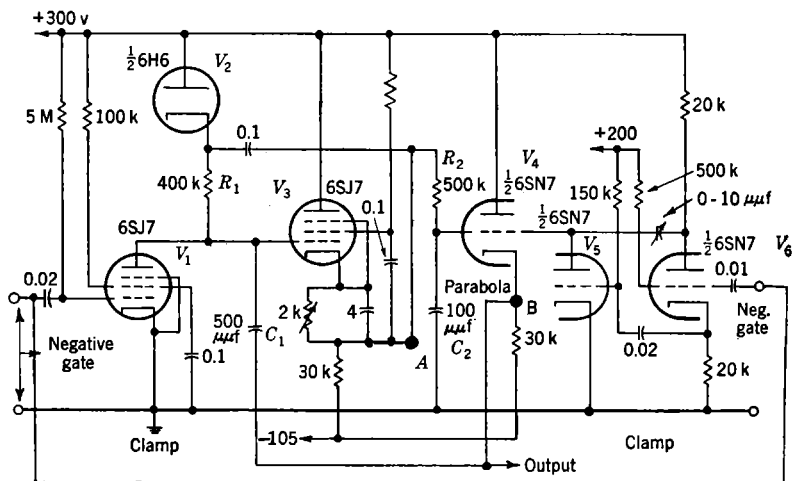 +300 v
½6H6
V2
5 M
100 k
0.1
20 k
+200
R2
V4
V3
500 k
½6SN7
500 k
400 k
R1
6SJ7
150 k
0-10 μμf
0.1
½6SN7
6SJ7
V1
V5
½6SN7
V6
0.02
Parabola
0.01
B
Neg.
gate
2 k
4
100
μμf
C2
500
μμf
C1
Negative
gate
0.1
A
30 k
0.02
30 k
20 k
Clamp
-105
Clamp
Output